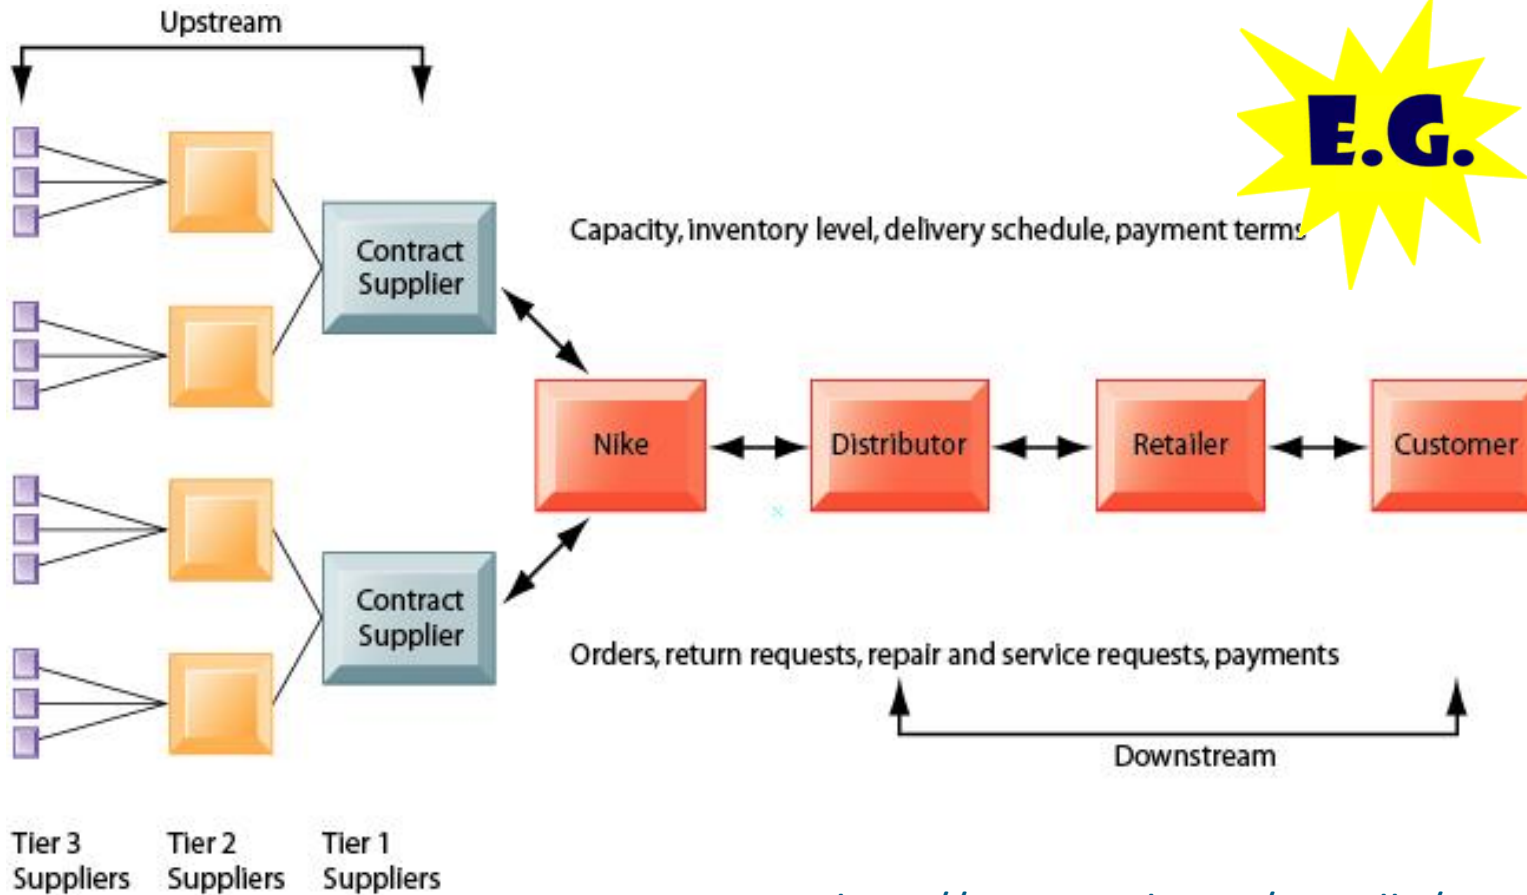 Upstream
E.G.
Capacity, inventory level, delivery schedule, payment terms
Contract
Supplier
Nike
Distributor
Retailer
Customer
Contract
Supplier
Orders, return requests, repair and service requests, payments
Downstream
Tier 3
Suppliers
Tier 2
Suppliers
Tier 1
Suppliers